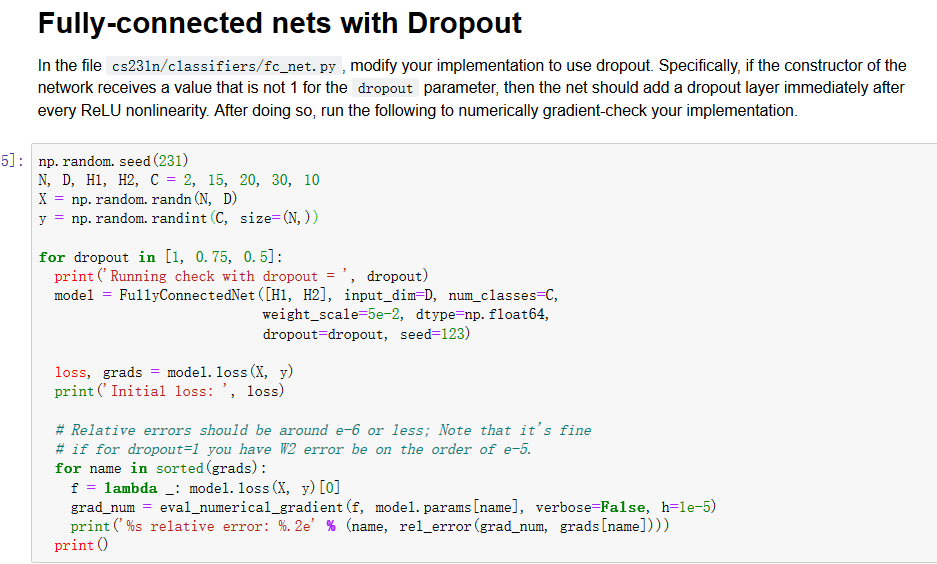 Fully-connected nets with Dropout
In the file cs231n/classifiers/fc_net.py, modify your implementation to use dropout. Specifically, if the constructor of the
network receives a value that is not 1 for the dropout parameter, then the net should add a dropout layer immediately after
every ReLU nonlinearity. After doing so, run the following to numerically gradient-check your implementation.
5]: np.random.seed(231)
N, D, H1, H2, C = 2, 15, 20, 30, 10
X = np.random.randn(N, D)
y = np.random.randint(C, size=(N,))
for dropout in [1, 0.75, 0.5]:
print('Running check with dropout = ', dropout)
model = FullyConnectedNet([H1, H2], input_dim=D, num_classes=C,
weight_scale=5e-2, dtype=np.float64,
dropout=dropout, seed=123)
loss, grads = model.loss(X, y)
print('Initial loss: ', loss)
# Relative errors should be around e-6 or less; Note that it's fine
# if for dropout=1 you have W2 error be on the order of e-5.
for name in sorted(grads):
f = lambda _: model.loss(X, y)[0]
grad_num = eval_numerical_gradient(f, model.params[name], verbose=False, h=1e-5)
print('%s relative error: %.2e' % (name, rel_error(grad_num, grads[name])))
print()